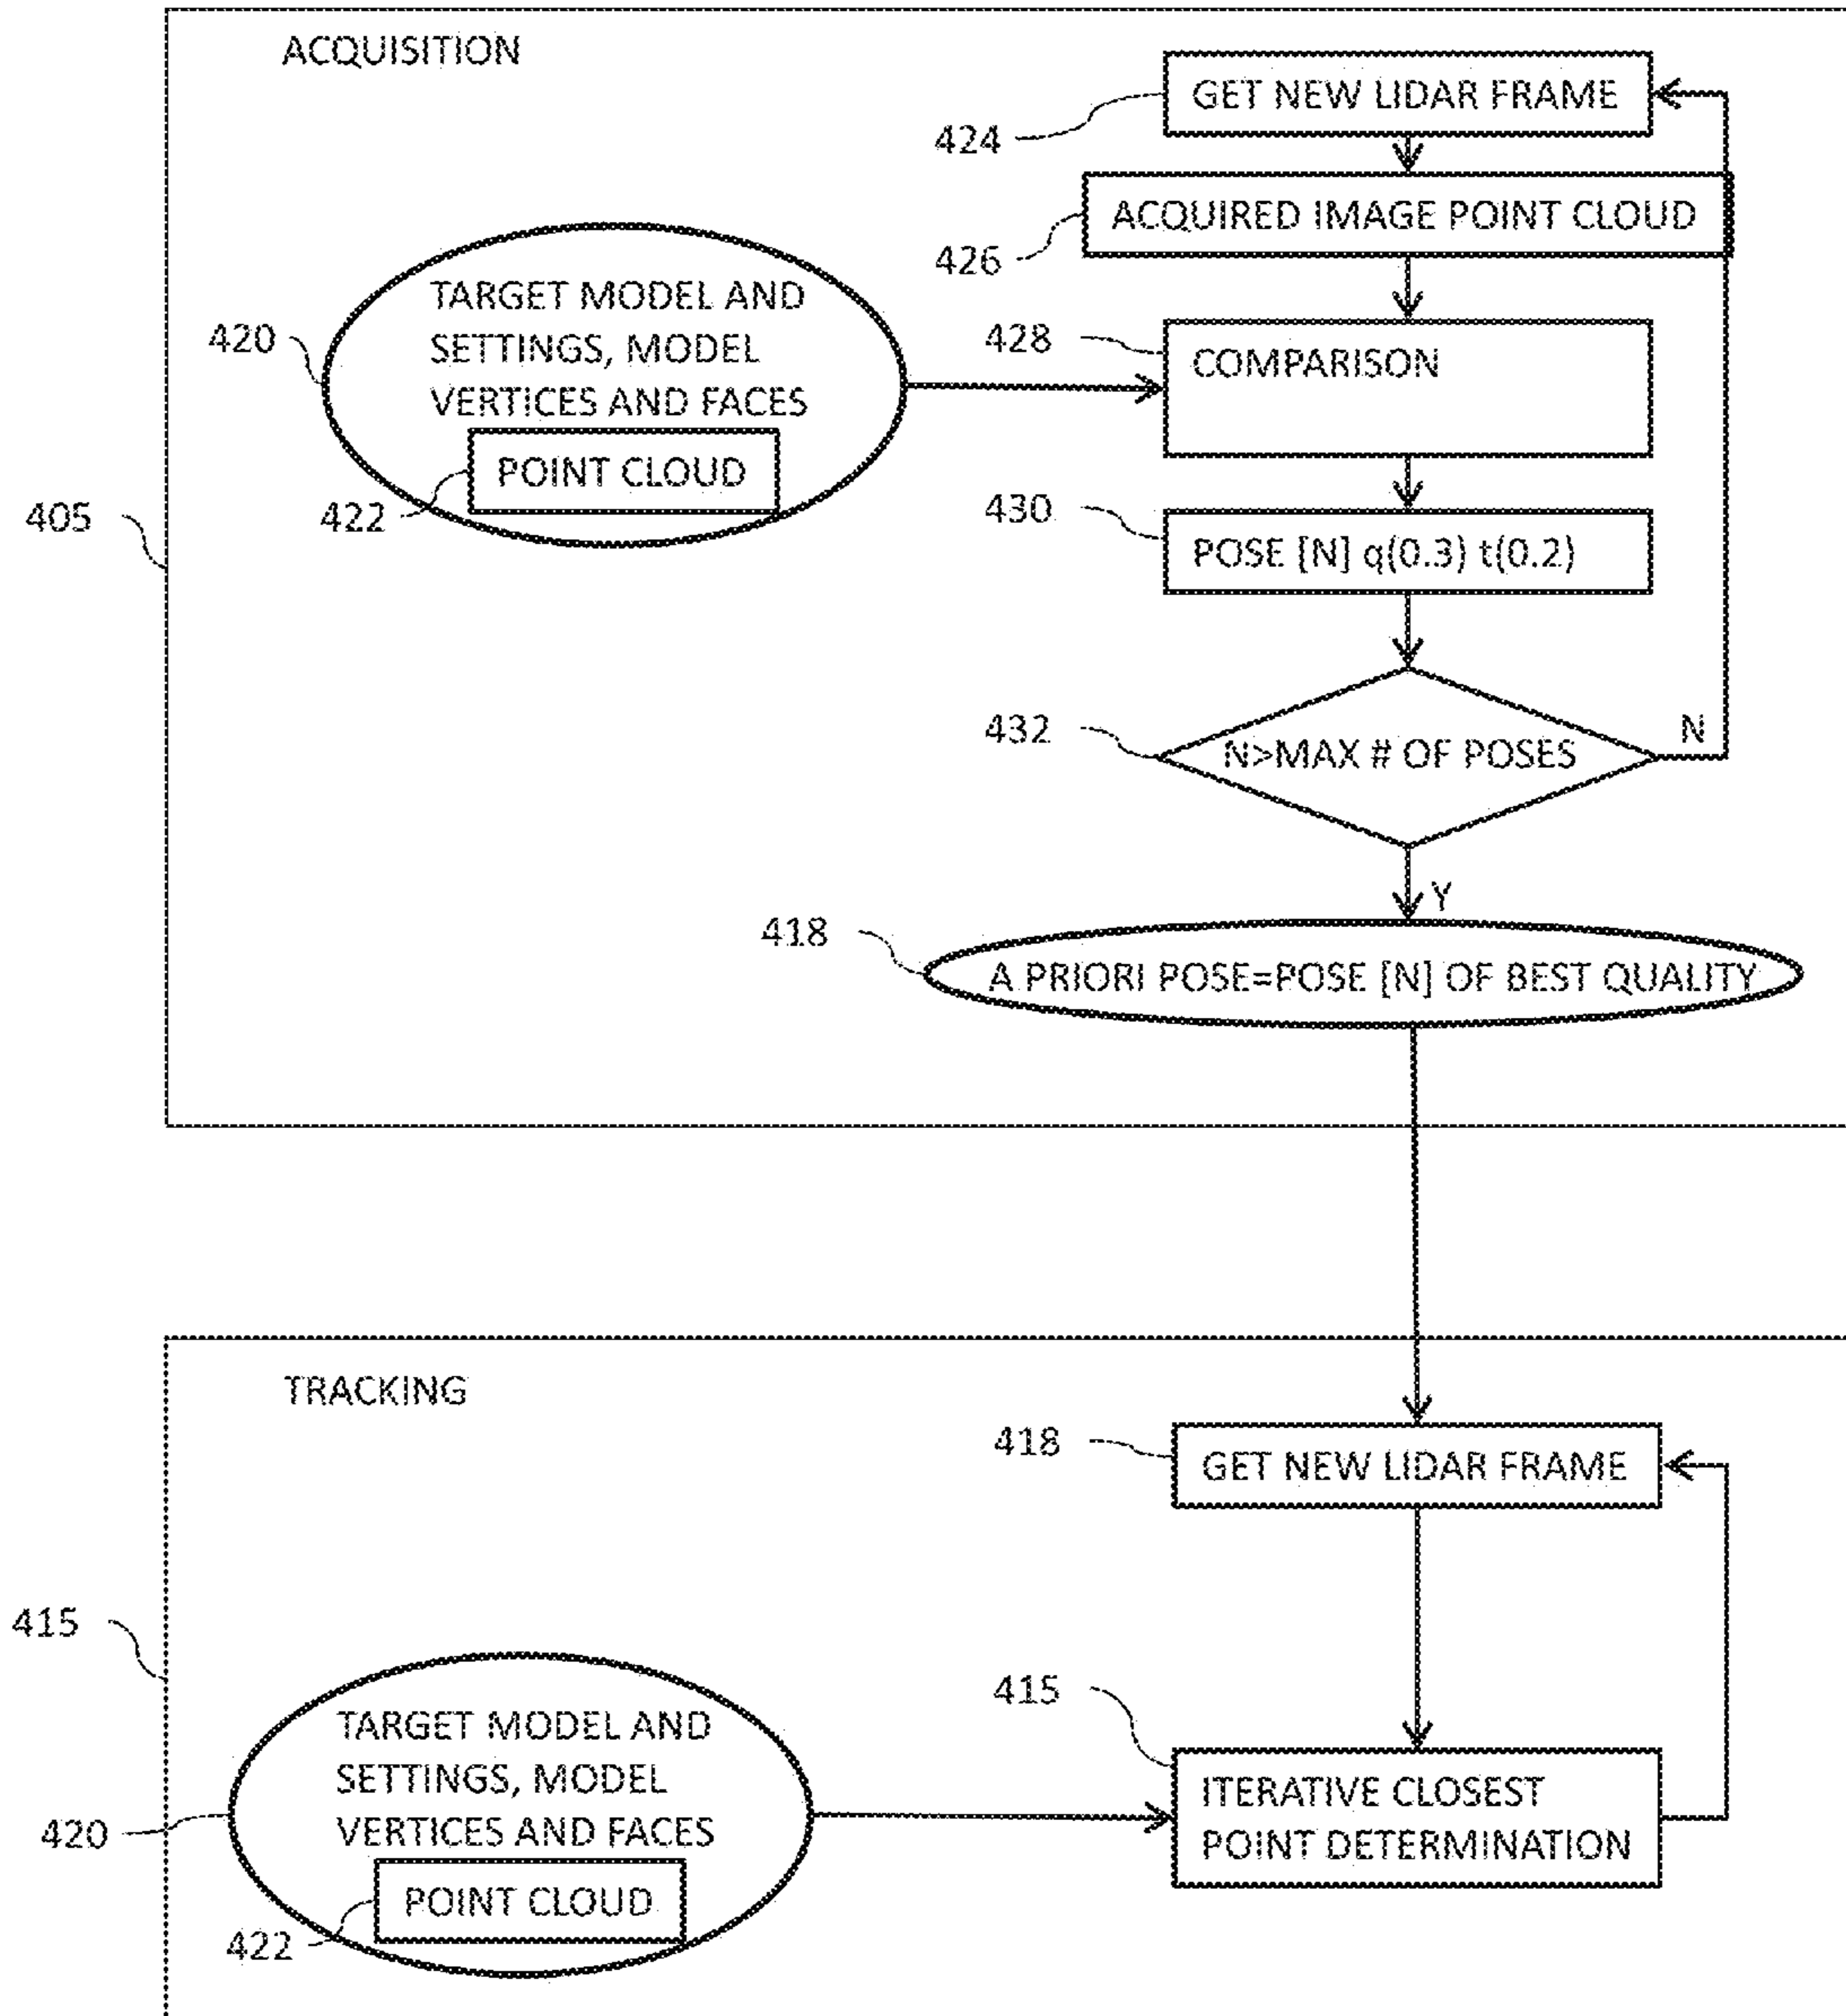 ACQUISITION
GET NEW LIDAR FRAME
424
ACQUIRED IMAGE POINT CLOUD
426
TARGET MODEL AND
SETTINGS, MODEL
VERTICES AND FACES
420
POINT CLOUD
422
428
COMPARISON
405
430
POSE [N] q(0.3) t(0.2)
432
N>MAX # OF POSES
N
Y
418
A PRIORI POSE=POSE [N] OF BEST QUALITY
TRACKING
418
GET NEW LIDAR FRAME
415
415
TARGET MODEL AND
SETTINGS, MODEL
VERTICES AND FACES
420
POINT CLOUD
422
ITERATIVE CLOSEST
POINT DETERMINATION